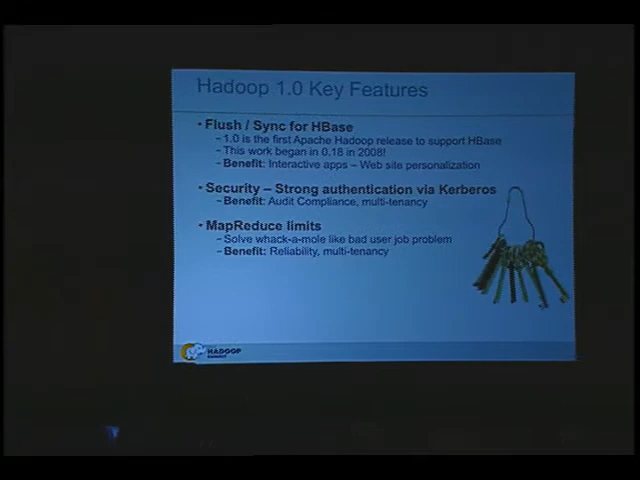 Hadoop 1.0 Key Features
• Flush / Sync for HBase
– 1.0 is the first Apache Hadoop release to support HBase
– This work began in 0.18 in 2008!
– Benefit: Interactive apps – Web site personalization
• Security – Strong authentication via Kerberos
– Benefit: Audit Compliance, multi-tenancy
• MapReduce limits
– Solve whack-a-mole like bad user job problem
– Benefit: Reliability, multi-tenancy
HADOOP